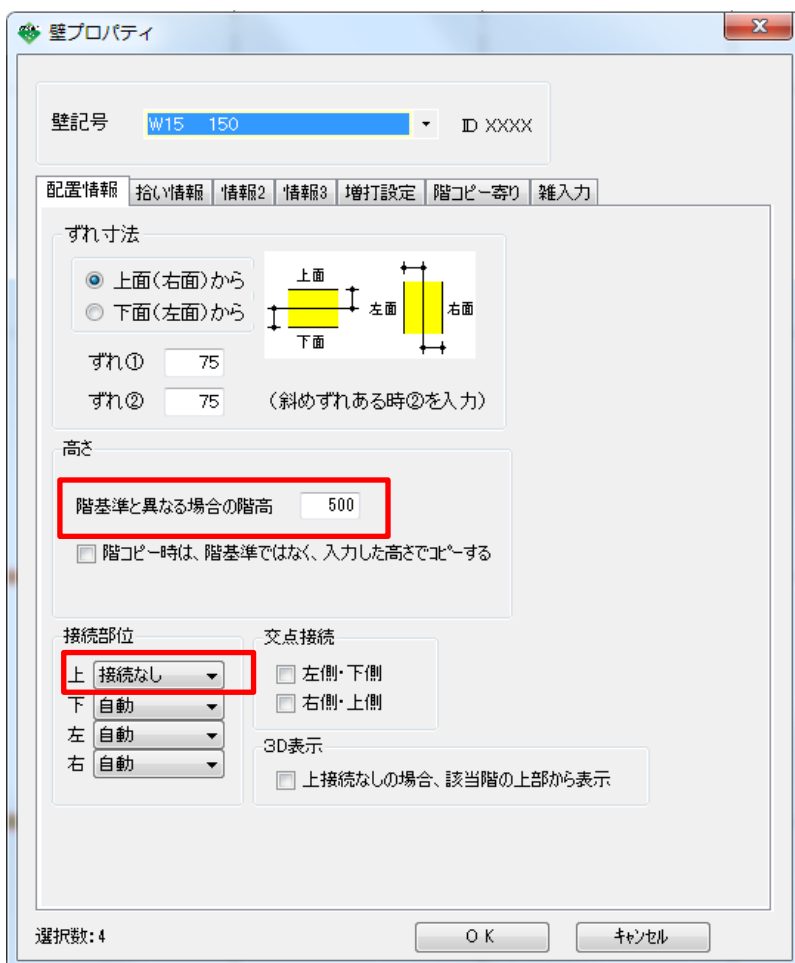 壁プロパティ
壁記号 W15 150 ID XXXX
配置情報 拾い情報 情報2 情報3 増打設定 階コピー寄り 雑入力
ずれ寸法
上面(右面)から
下面(左面)から
上面
下面
左面
右面
ずれ① 75
ずれ② 75 (斜めずれある時②を入力)
高さ
階基準と異なる場合の階高 500
階コピー時は、階基準ではなく、入力した高さでコピーする
接続部位
上 接続なし
下 自動
左 自動
右 自動
交点接続
左側・下側
右側・上側
3D表示
上接続なしの場合、該当階の上部から表示
選択数:4 OK キャンセル